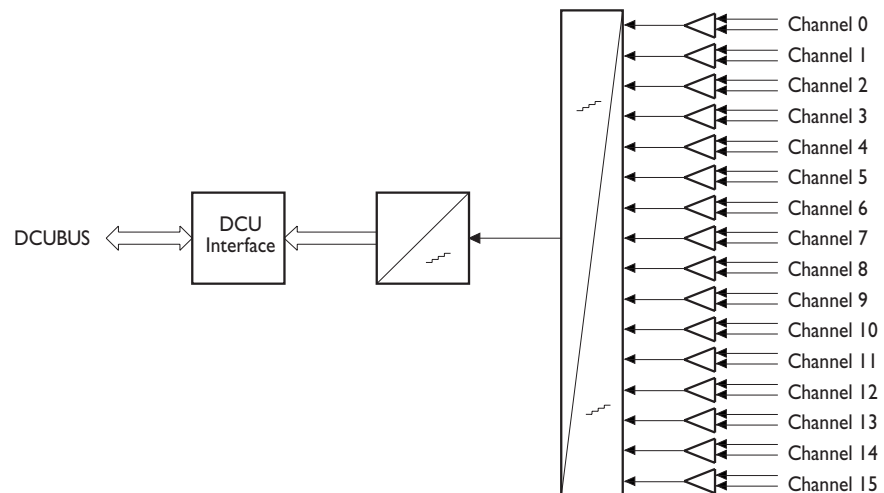 Channel 0
Channel 1
Channel 2
Channel 3
Channel 4
Channel 5
Channel 6
Channel 7
Channel 8
Channel 9
Channel 10
Channel 11
Channel 12
Channel 13
Channel 14
Channel 15
DCUBUS
DCU
Interface